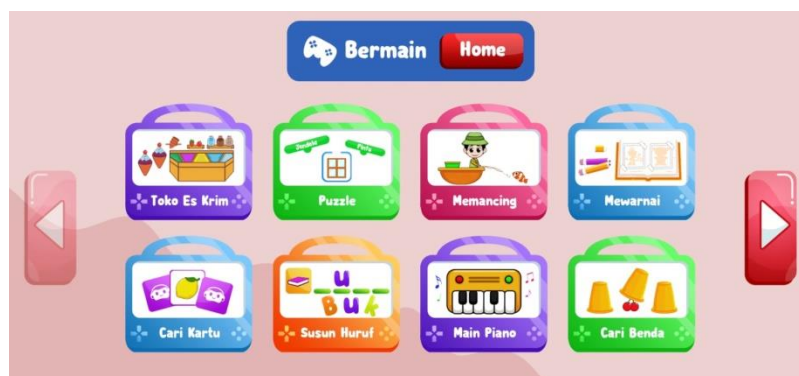 Bermain Home
Toko Es Krim
Puzzle
Memancing
Mewarnai
Cari Kartu
u
B u k
Susun Huruf
Main Piano
Cari Benda